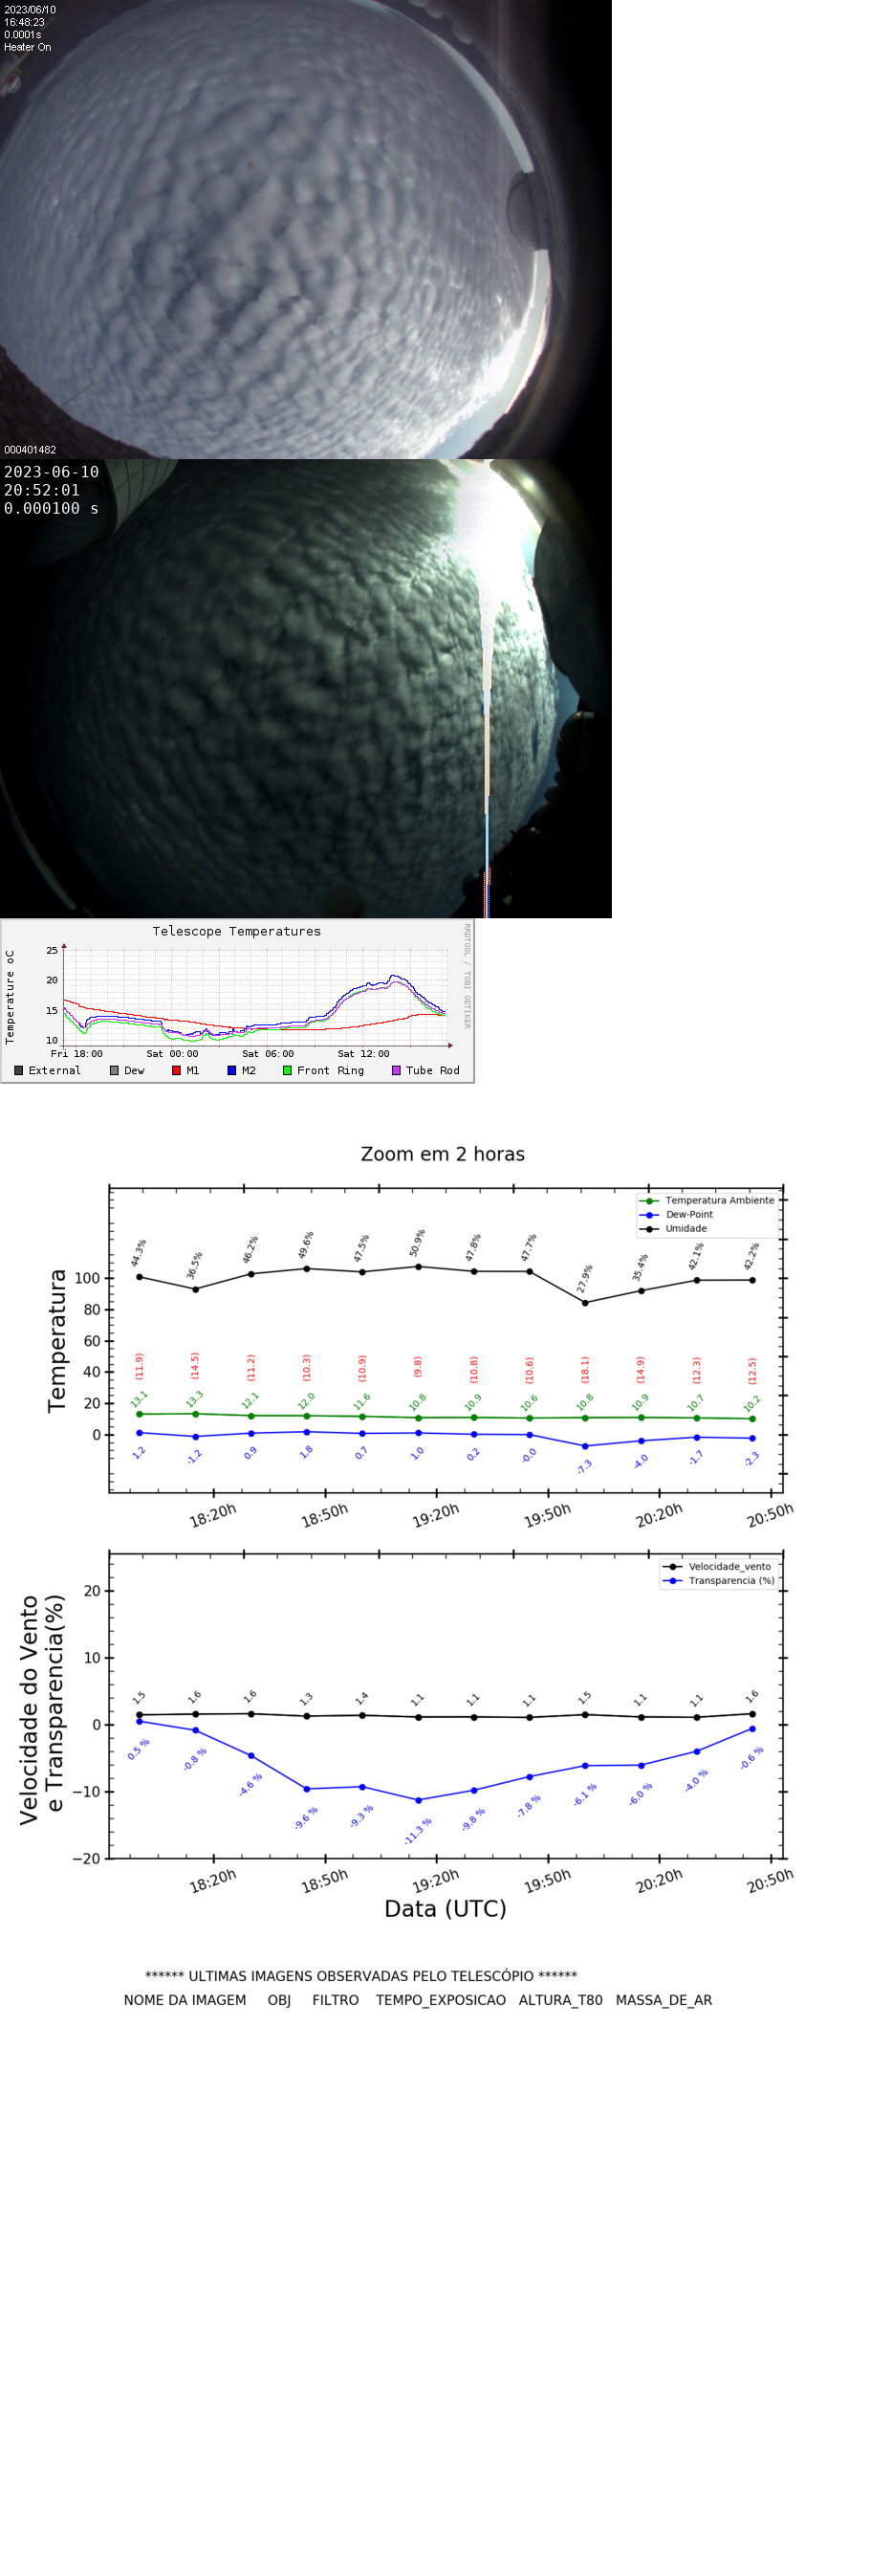 2023/06/10
16:48:23
0.0001s
Heater On
000401482
2023-06-10
20:52:01
0.000100 s
Telescope Temperatures
Temperature oC
RRDTOOL / TOBI OETIKER
25
20
15
10
Fri 18:00 Sat 00:00 Sat 06:00 Sat 12:00
External Dew M1 M2 Front Ring Tube Rod
Zoom em 2 horas
Temperatura Ambiente
Dew-Point
Umidade
Temperatura
100
80
60
40
20
0
44.3% 36.5% 46.2% 49.6% 47.5% 50.9% 47.8% 47.7% 27.9% 35.4% 42.1% 42.2%
(11.9) (14.5) (11.2) (10.3) (10.9) (9.8) (10.8) (10.6) (18.1) (14.9) (12.3) (12.5)
13.1 13.3 12.1 12.0 11.6 10.8 10.9 10.6 10.8 10.9 10.7 10.2
1.2 -1.2 0.9 1.8 0.7 1.0 0.2 -0.0 -7.3 -4.0 -1.7 -2.3
18:20h 18:50h 19:20h 19:50h 20:20h 20:50h
Velocidade_vento
Transparencia (%)
Velocidade do Vento
e Transparencia(%)
20
10
0
−10
−20
1.5 1.6 1.6 1.3 1.4 1.1 1.1 1.1 1.5 1.1 1.1 1.6
0.5 % -0.8 % -4.6 % -9.6 % -9.3 % -11.3 % -9.8 % -7.8 % -6.1 % -6.0 % -4.0 % -0.6 %
18:20h 18:50h 19:20h 19:50h 20:20h 20:50h
Data (UTC)
****** ULTIMAS IMAGENS OBSERVADAS PELO TELESCÓPIO ******
NOME DA IMAGEM OBJ FILTRO TEMPO_EXPOSICAO ALTURA_T80 MASSA_DE_AR